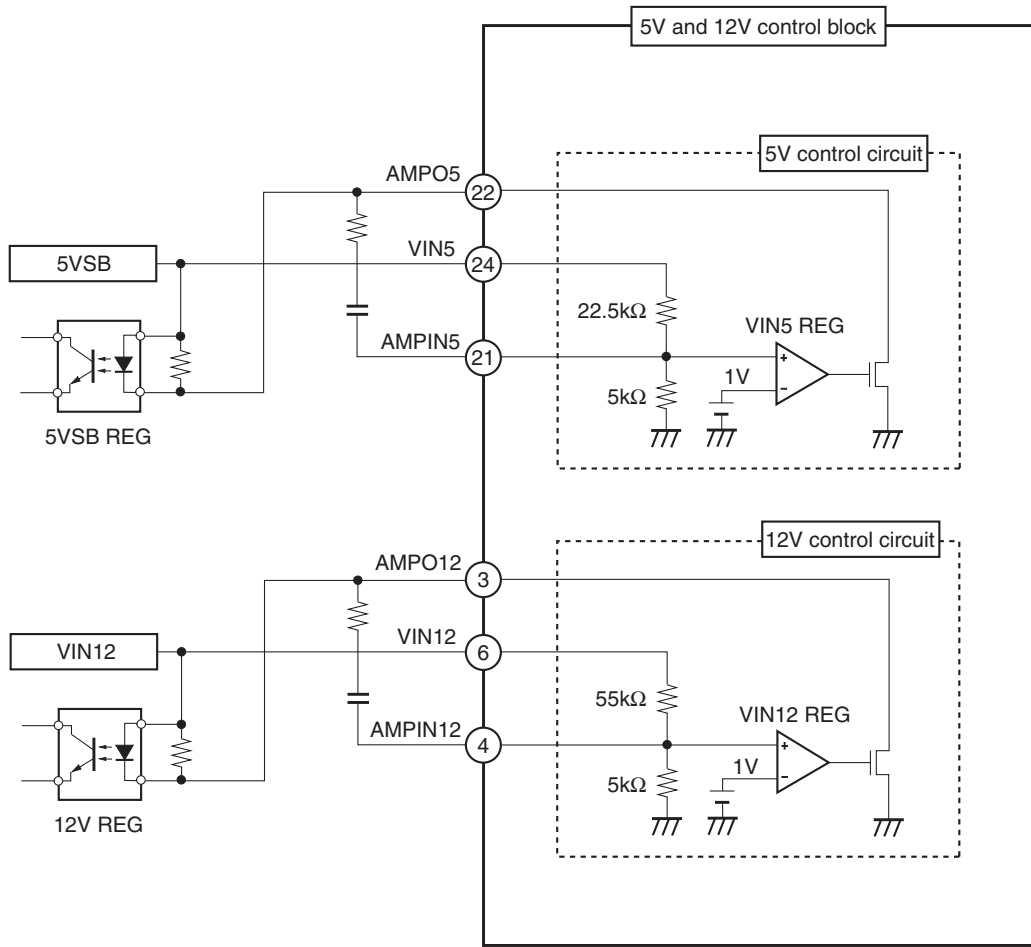 5V and 12V control block
5V control circuit
AMPO5
22
VIN5
5VSB
24
22.5kΩ
VIN5 REG
AMPIN5
21
1V
5kΩ
5VSB REG
12V control circuit
AMPO12
3
VIN12
VIN12
6
55kΩ
VIN12 REG
AMPIN12
4
1V
5kΩ
12V REG